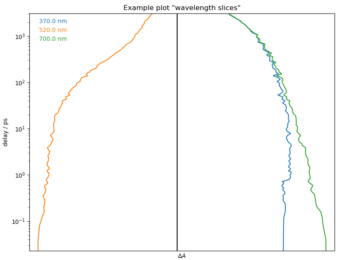 Example plot "wavelength slices"
370.0 nm
520.0 nm
700.0 nm
10³
10²
10¹
10⁰
10⁻¹
delay / ps
ΔA